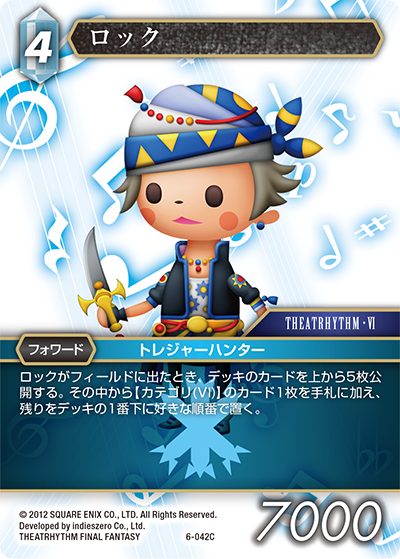 4
ロック
THEATRHYTHM・VI
フォワード
トレジャーハンター
ロックがフィールドに出たとき、デッキのカードを上から5枚公
開する。その中から【カテゴリ(VI)】のカード1枚を手札に加え、
残りをデッキの1番下に好きな順番で置く。
© 2012 SQUARE ENIX CO., LTD. All Rights Reserved.
Developed by indieszero Co., Ltd.
THEATRHYTHM FINAL FANTASY
6-042C
7000